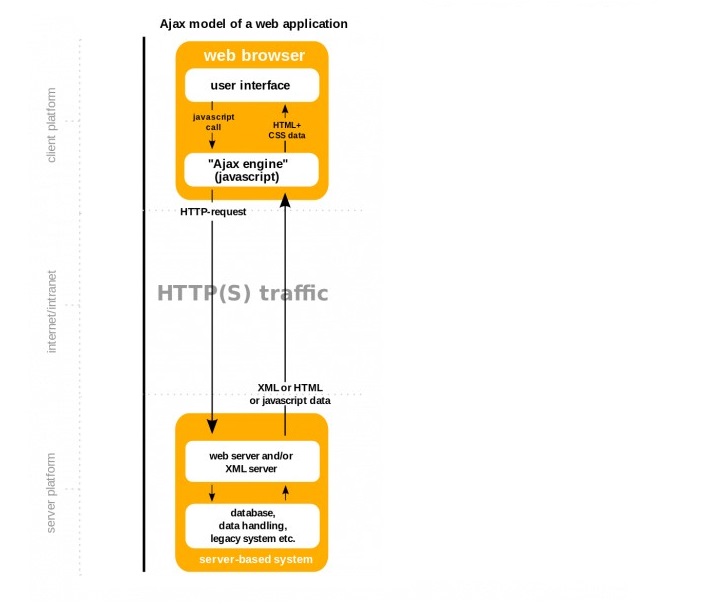 Ajax model of a web application
web browser
user interface
javascript
call
HTML+
CSS data
"Ajax engine"
(javascript)
client platform
HTTP-request
HTTP(S) traffic
internet/intranet
XML or HTML
or javascript data
web server and/or
XML server
database,
data handling,
legacy system etc.
server-based system
server platform